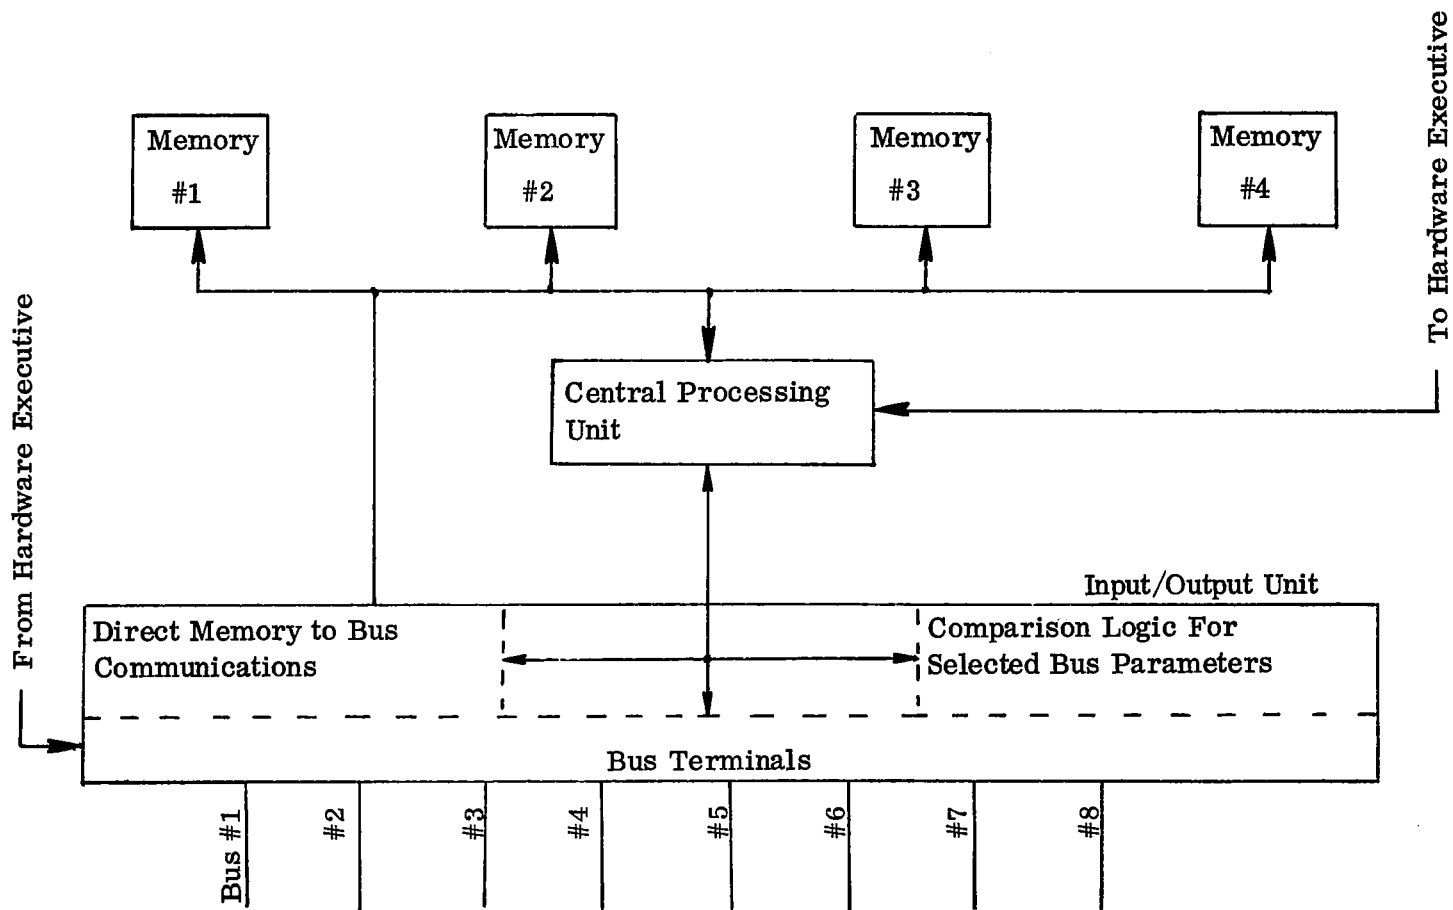 To Hardware Executive
Memory
#1
Memory
#2
Memory
#3
Memory
#4
From Hardware Executive
Central Processing
Unit
Input/Output Unit
Direct Memory to Bus
Communications
Comparison Logic For
Selected Bus Parameters
Bus Terminals
Bus #1
#2
#3
#4
#5
#6
#7
#8